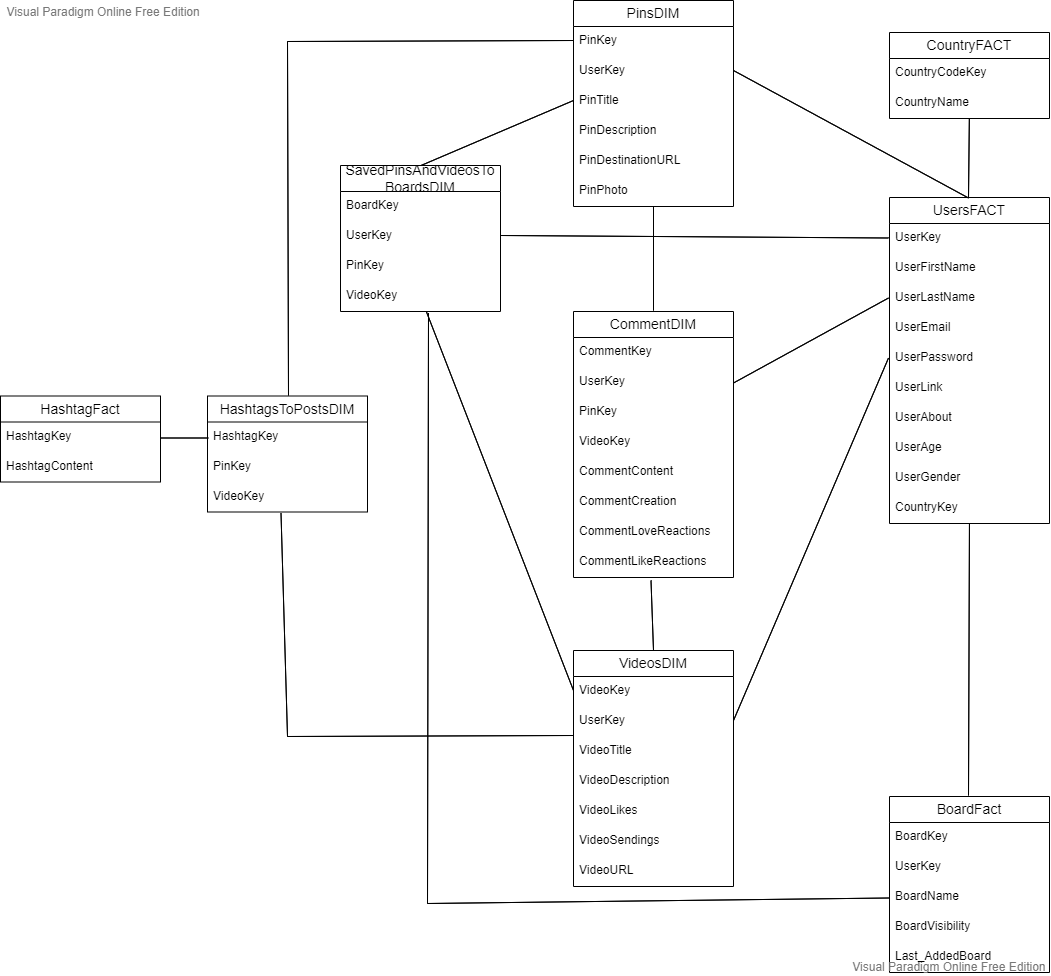 Visual Paradigm Online Free Edition
PinsDIM
PinKey
UserKey
PinTitle
PinDescription
PinDestinationURL
PinPhoto
CountryFACT
CountryCodeKey
CountryName
SavedPinsAndVideosTo
BoardsDIM
BoardKey
UserKey
PinKey
VideoKey
UsersFACT
UserKey
UserFirstName
UserLastName
UserEmail
UserPassword
UserLink
UserAbout
UserAge
UserGender
CountryKey
CommentDIM
CommentKey
UserKey
PinKey
VideoKey
CommentContent
CommentCreation
CommentLoveReactions
CommentLikeReactions
HashtagFact
HashtagKey
HashtagContent
HashtagsToPostsDIM
HashtagKey
PinKey
VideoKey
VideosDIM
VideoKey
UserKey
VideoTitle
VideoDescription
VideoLikes
VideoSendings
VideoURL
BoardFact
BoardKey
UserKey
BoardName
BoardVisibility
Last_AddedBoard
Visual Paradigm Online Free Edition